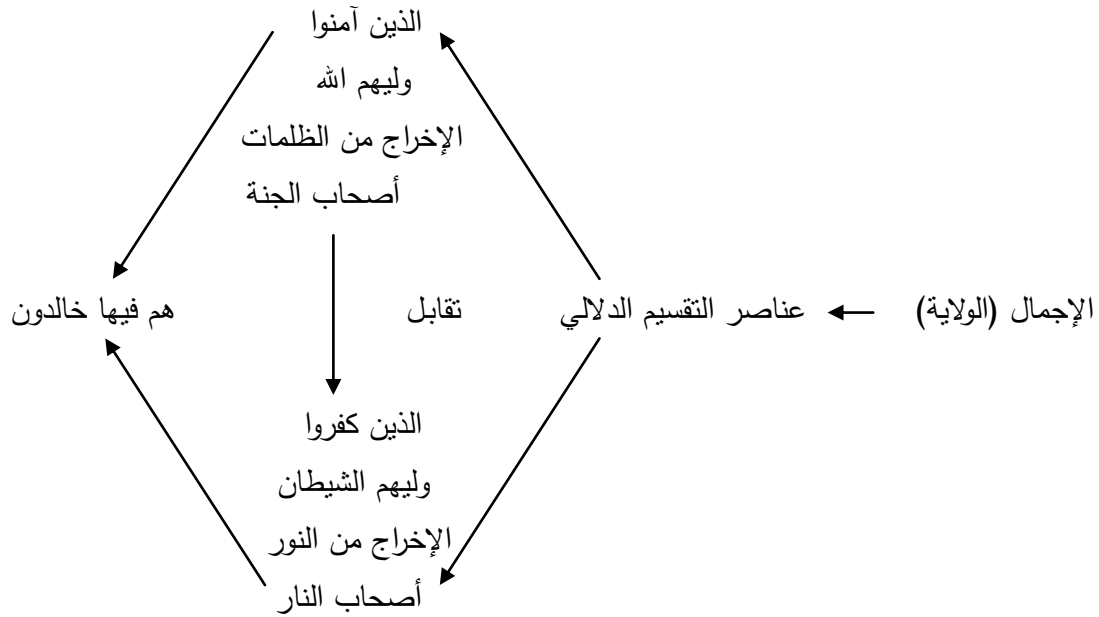 الذين آمنوا
وليهم الله
الإخراج من الظلمات
أصحاب الجنة
الإجمال (الولاية) عناصر التقسيم الدلالي تقابل هم فيها خالدون
الذين كفروا
وليهم الشيطان
الإخراج من النور
أصحاب النار